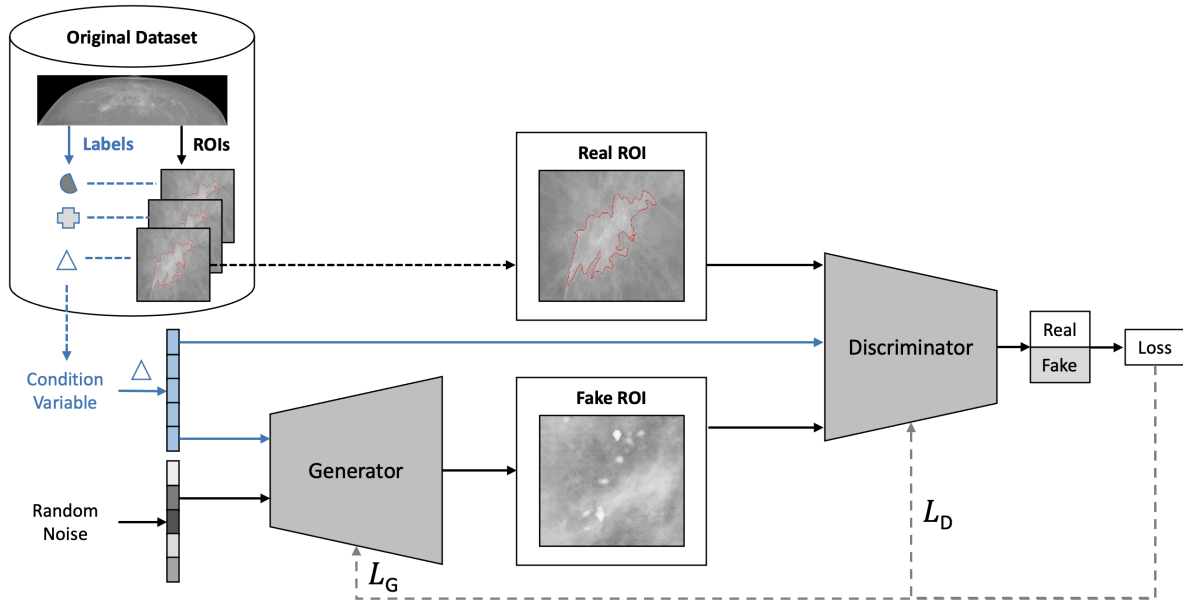 Original Dataset
Labels
ROIs
Real ROI
Condition
Variable
Discriminator
Real
Fake
Loss
Fake ROI
Generator
Random
Noise
L_D
L_G